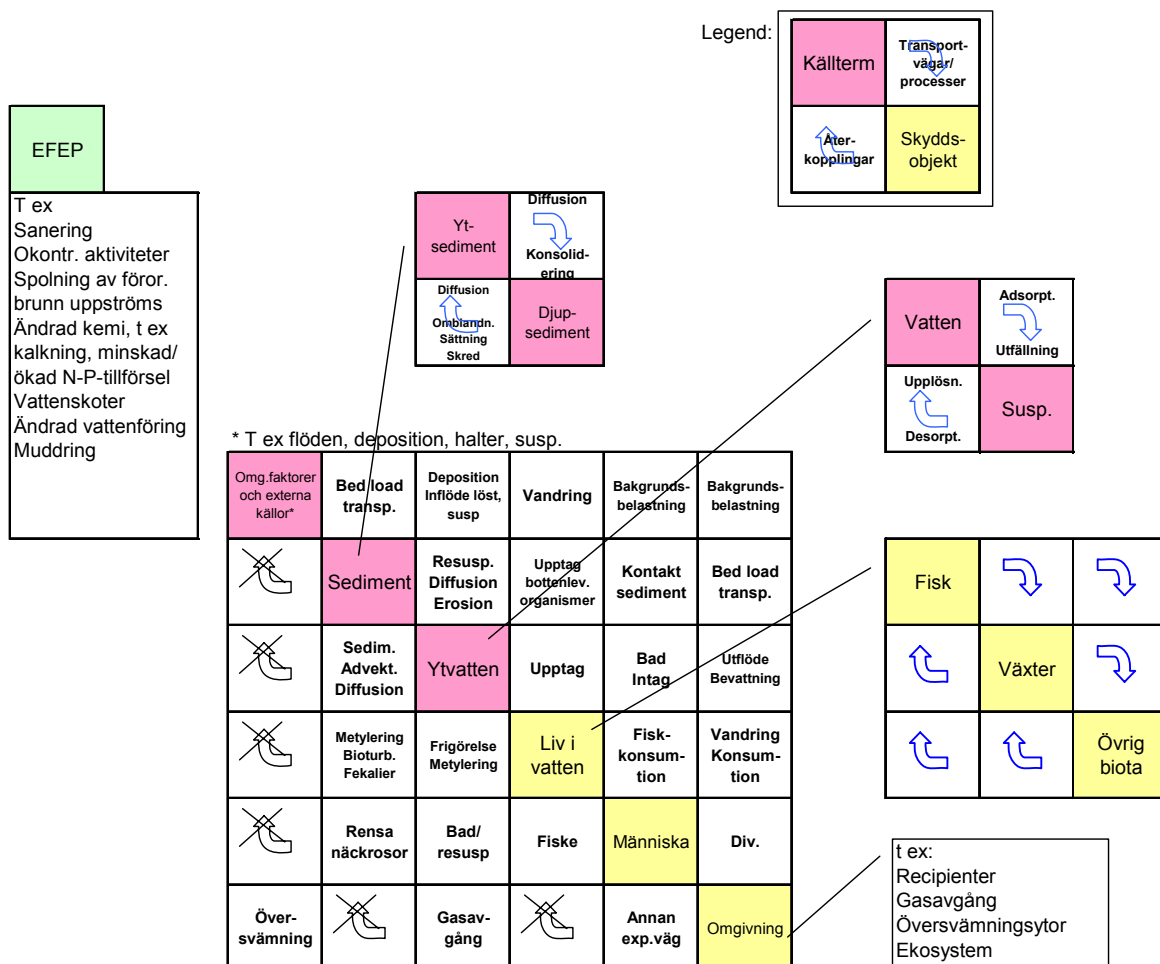 Legend:
Källterm
Transport-
vägar/
processer
Åter-
kopplingar
Skydds-
objekt
EFEP
T ex
Sanering
Okontr. aktiviteter
Spolning av föror.
brunn uppströms
Ändrad kemi, t ex
kalkning, minskad/
ökad N-P-tillförsel
Vattenskoter
Ändrad vattenföring
Muddring
Yt-
sediment
Diffusion
Konsolid-
ering
Diffusion
Omblandn.
Sättning
Skred
Djup-
sediment
Vatten
Adsorpt.
Utfällning
Upplösn.
Desorpt.
Susp.
* T ex flöden, deposition, halter, susp.
Omg.faktorer
och externa
källor*
Bed load
transp.
Deposition
Inflöde löst,
susp
Vandring
Bakgrunds-
belastning
Bakgrunds-
belastning
Sediment
Resusp.
Diffusion
Erosion
Upptag
bottenlev.
organismer
Kontakt
sediment
Bed load
transp.
Sedim.
Advekt.
Diffusion
Ytvatten
Upptag
Bad
Intag
Utflöde
Bevattning
Metylering
Bioturb.
Fekalier
Frigörelse
Metylering
Liv i
vatten
Fisk-
konsum-
tion
Vandring
Konsum-
tion
Rensa
näckrosor
Bad/
resusp
Fiske
Människa
Div.
Över-
svämning
Gasav-
gång
Annan
exp.väg
Omgivning
Fisk
Växter
Övrig
biota
t ex:
Recipienter
Gasavgång
Översvämningsytor
Ekosystem